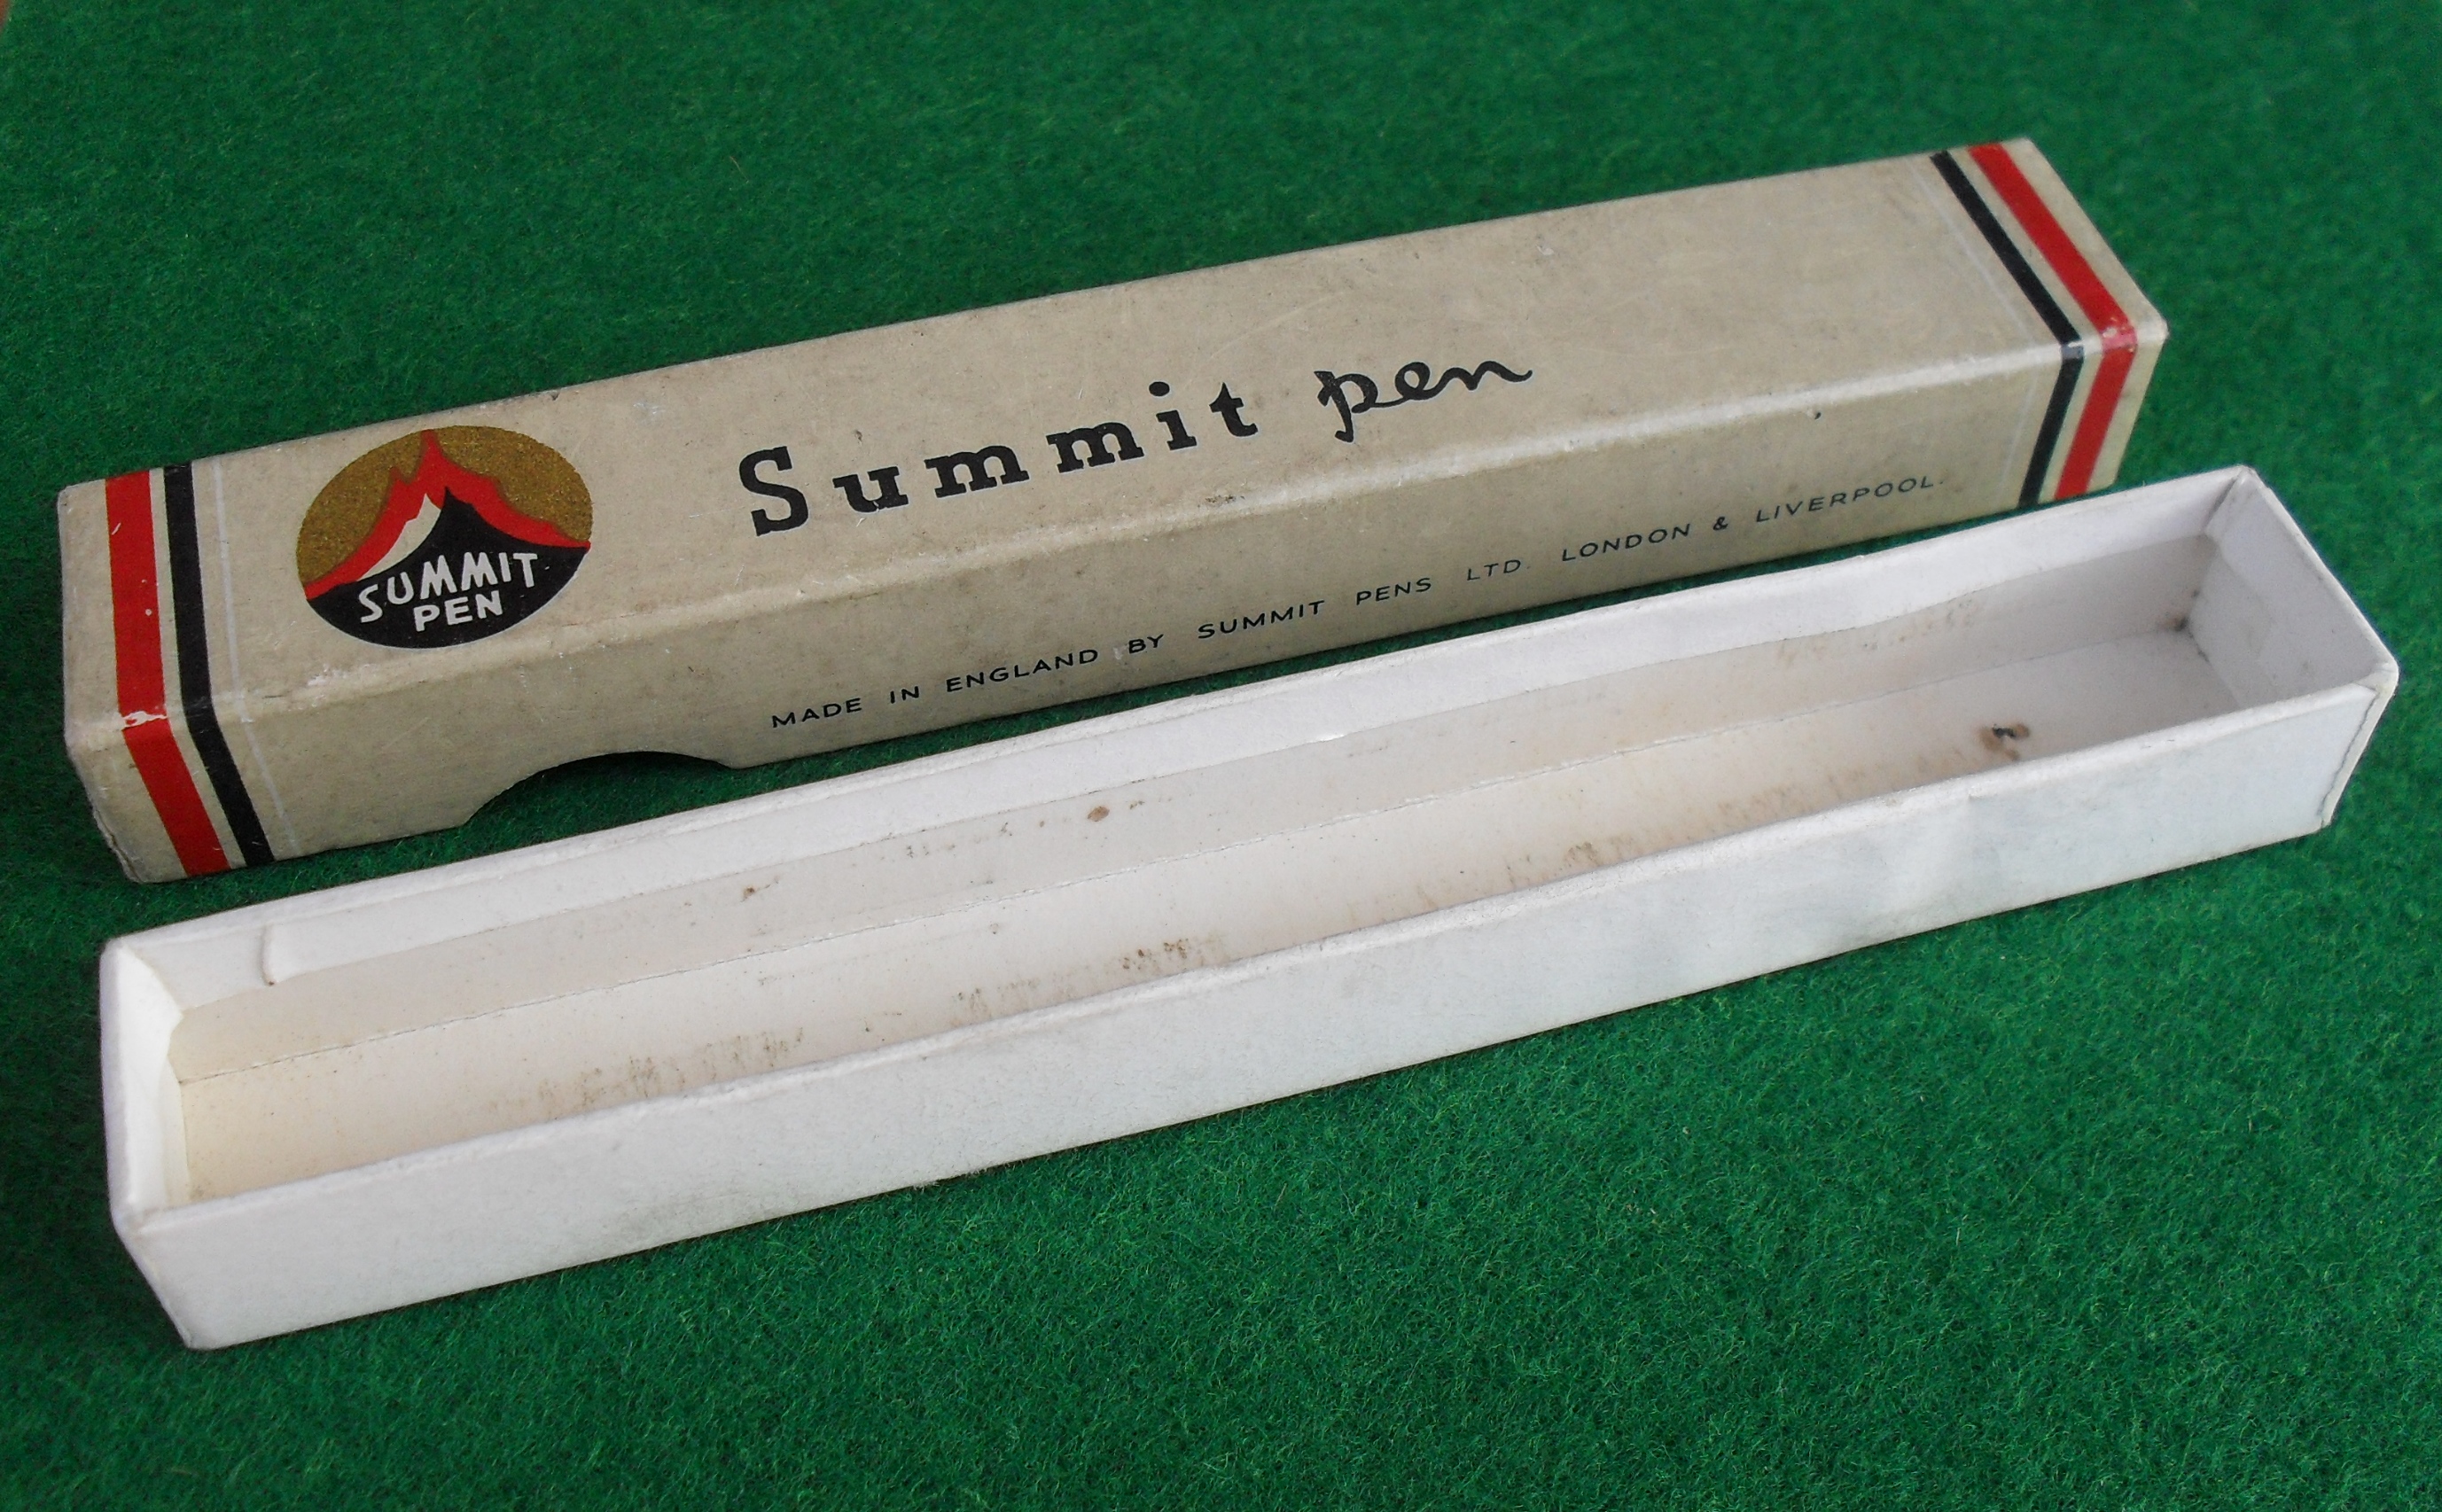 SUMMIT
PEN
Summit pen
MADE IN ENGLAND BY SUMMIT PENS LTD. LONDON & LIVERPOOL.